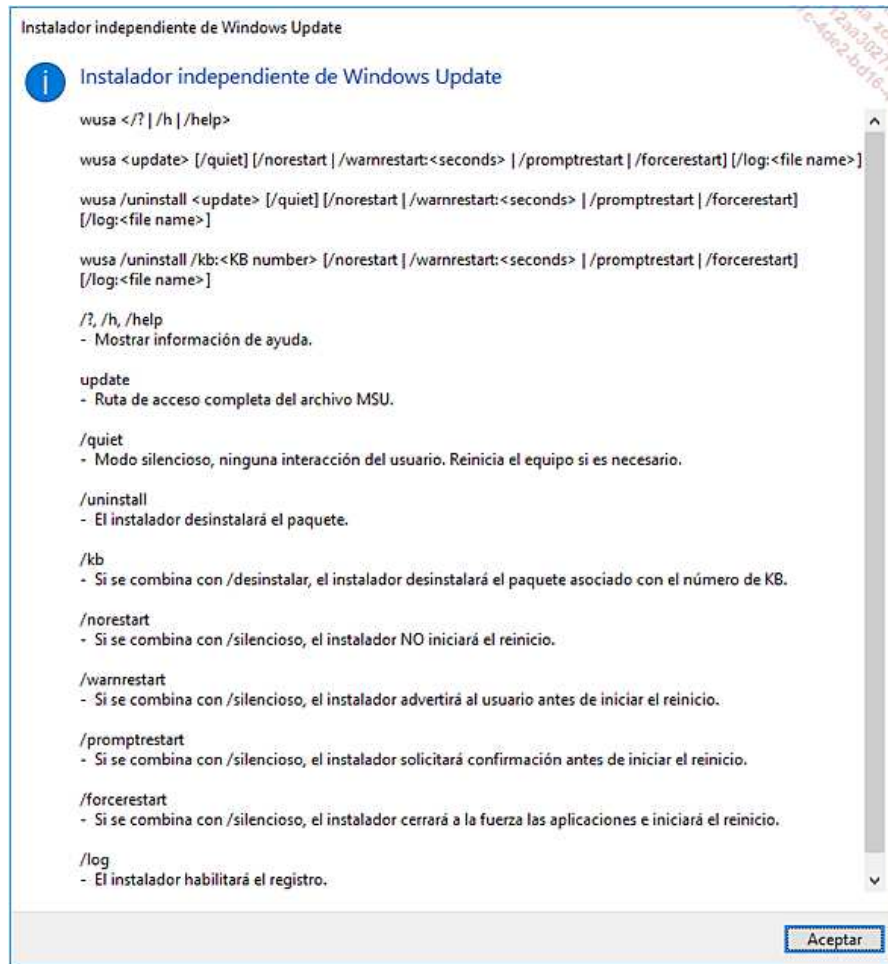 Instalador independiente de Windows Update
Instalador independiente de Windows Update
wusa </? | /h | /help>
wusa <update> [/quiet] [/norestart | /warnrestart:<seconds> | /promptrestart | /forcerestart] [/log:<file name>]
wusa /uninstall <update> [/quiet] [/norestart | /warnrestart:<seconds> | /promptrestart | /forcerestart]
[/log:<file name>]
wusa /uninstall /kb:<KB number> [/norestart | /warnrestart:<seconds> | /promptrestart | /forcerestart]
[/log:<file name>]
/?, /h, /help
- Mostrar información de ayuda.
update
- Ruta de acceso completa del archivo MSU.
/quiet
- Modo silencioso, ninguna interacción del usuario. Reinicia el equipo si es necesario.
/uninstall
- El instalador desinstalará el paquete.
/kb
- Si se combina con /desinstalar, el instalador desinstalará el paquete asociado con el número de KB.
/norestart
- Si se combina con /silencioso, el instalador NO iniciará el reinicio.
/warnrestart
- Si se combina con /silencioso, el instalador advertirá al usuario antes de iniciar el reinicio.
/promptrestart
- Si se combina con /silencioso, el instalador solicitará confirmación antes de iniciar el reinicio.
/forcerestart
- Si se combina con /silencioso, el instalador cerrará a la fuerza las aplicaciones e iniciará el reinicio.
/log
- El instalador habilitará el registro.
Aceptar